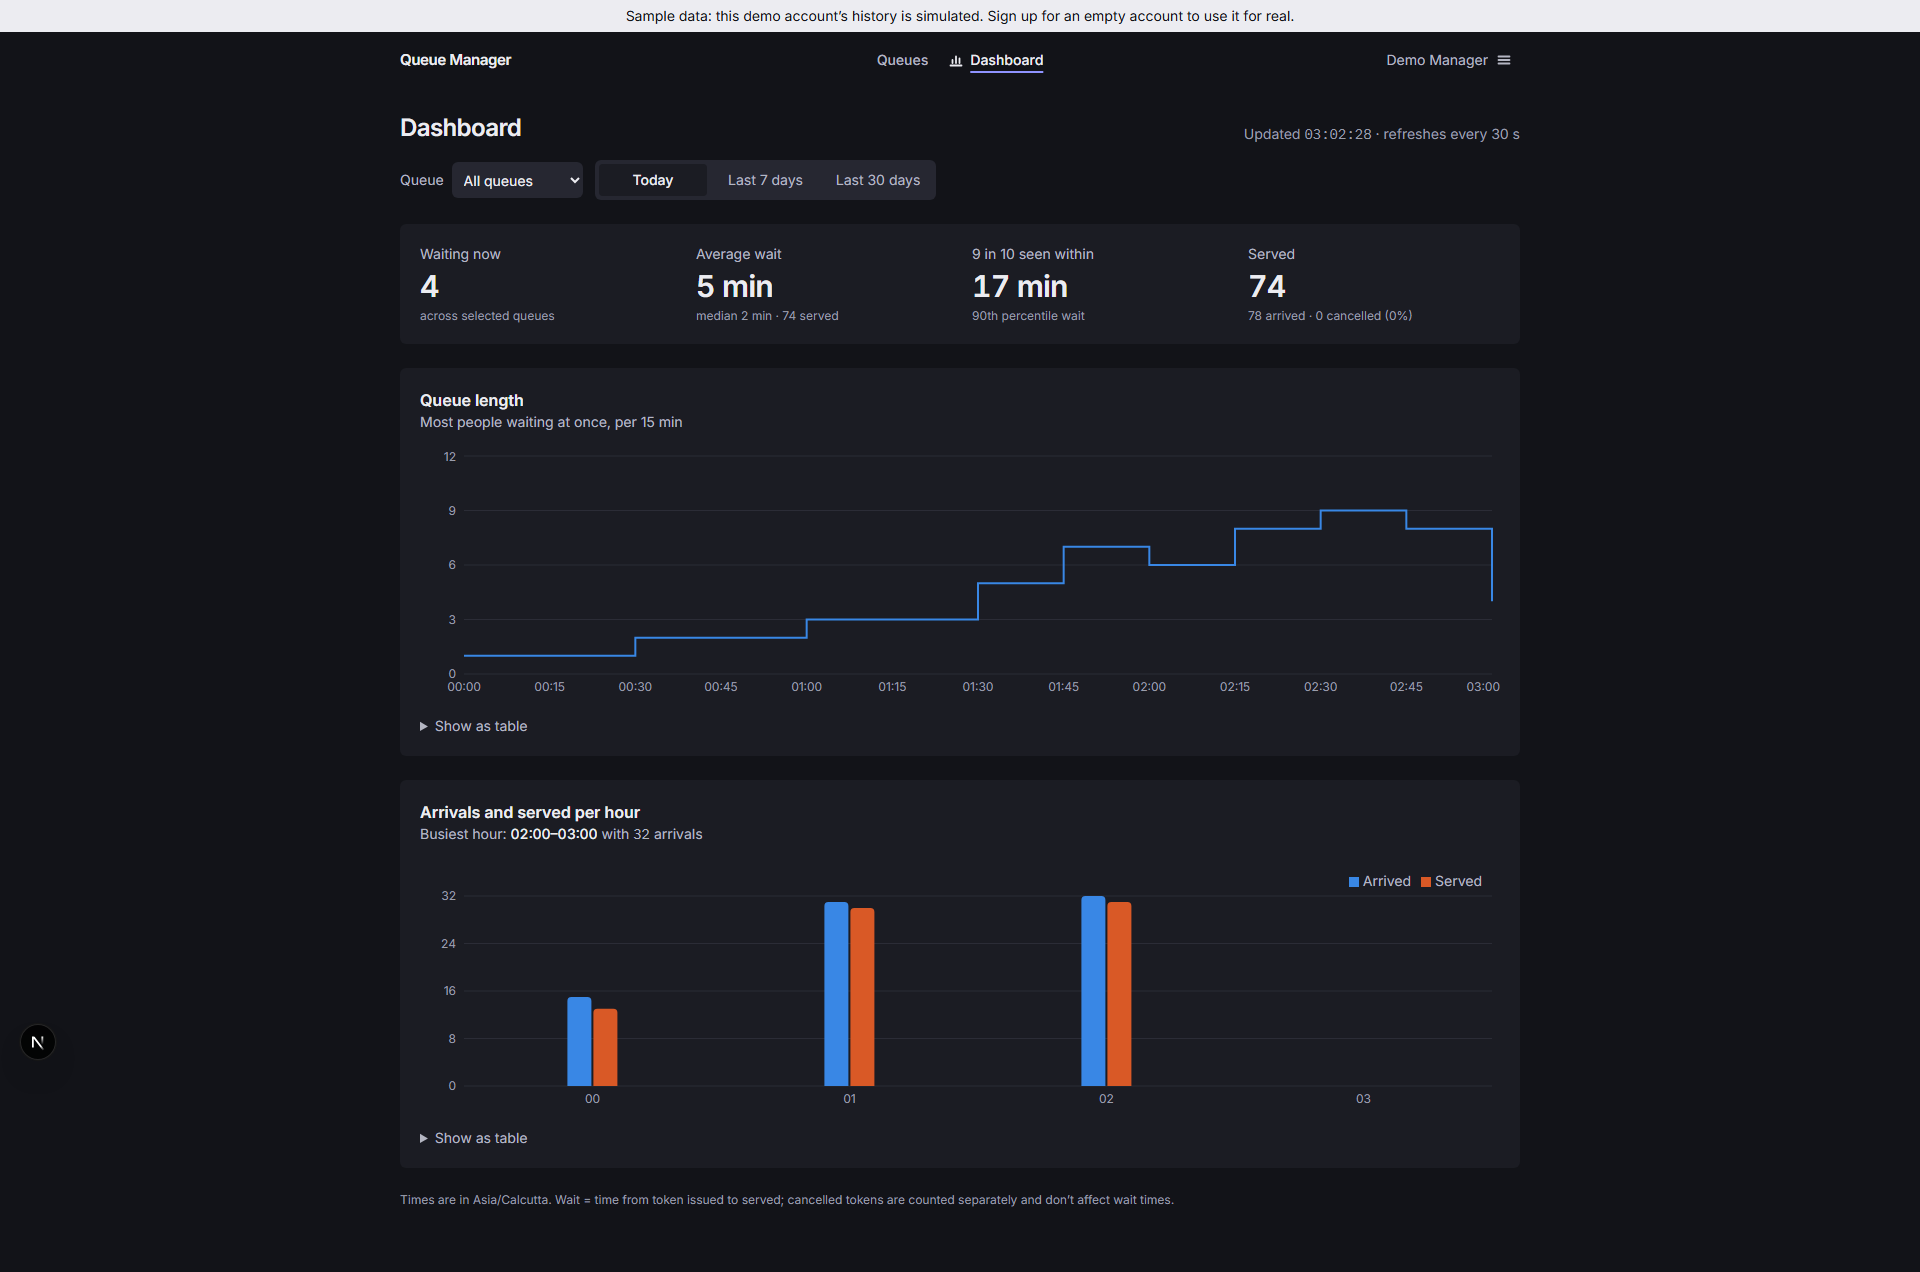 Sample data: this demo account’s history is simulated. Sign up for an empty account to use it for real.
Queue Manager
Queues
Dashboard
Demo Manager
Dashboard
Updated 03:02:28 · refreshes every 30 s
Queue
All queues
Today
Last 7 days
Last 30 days
Waiting now
4
across selected queues
Average wait
5 min
median 2 min · 74 served
9 in 10 seen within
17 min
90th percentile wait
Served
74
78 arrived · 0 cancelled (0%)
Queue length
Most people waiting at once, per 15 min
12
9
6
3
0
00:00 00:15 00:30 00:45 01:00 01:15 01:30 01:45 02:00 02:15 02:30 02:45 03:00
Show as table
Arrivals and served per hour
Busiest hour: 02:00–03:00 with 32 arrivals
Arrived Served
32
24
16
8
0
00 01 02 03
Show as table
N
Times are in Asia/Calcutta. Wait = time from token issued to served; cancelled tokens are counted separately and don’t affect wait times.